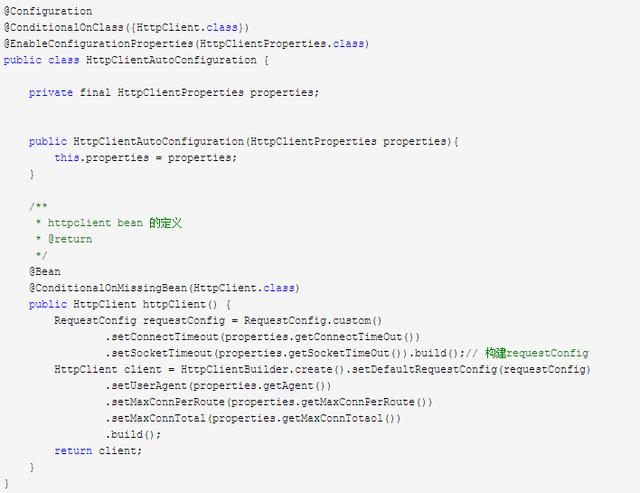 @Configuration
@ConditionalOnClass({HttpClient.class})
@EnableConfigurationProperties(HttpClientProperties.class)
public class HttpClientAutoConfiguration {
private final HttpClientProperties properties;
public HttpClientAutoConfiguration(HttpClientProperties properties){
this.properties = properties;
}
/**
* httpclient bean 的定义
* @return
*/
@Bean
@ConditionalOnMissingBean(HttpClient.class)
public HttpClient httpClient() {
RequestConfig requestConfig = RequestConfig.custom()
.setConnectTimeout(properties.getConnectTimeOut())
.setSocketTimeout(properties.getSocketTimeOut()).build();// 构建requestConfig
HttpClient client = HttpClientBuilder.create().setDefaultRequestConfig(requestConfig)
.setUserAgent(properties.getAgent())
.setMaxConnPerRoute(properties.getMaxConnPerRoute())
.setMaxConnTotal(properties.getMaxConnTotaol())
.build();
return client;
}
}